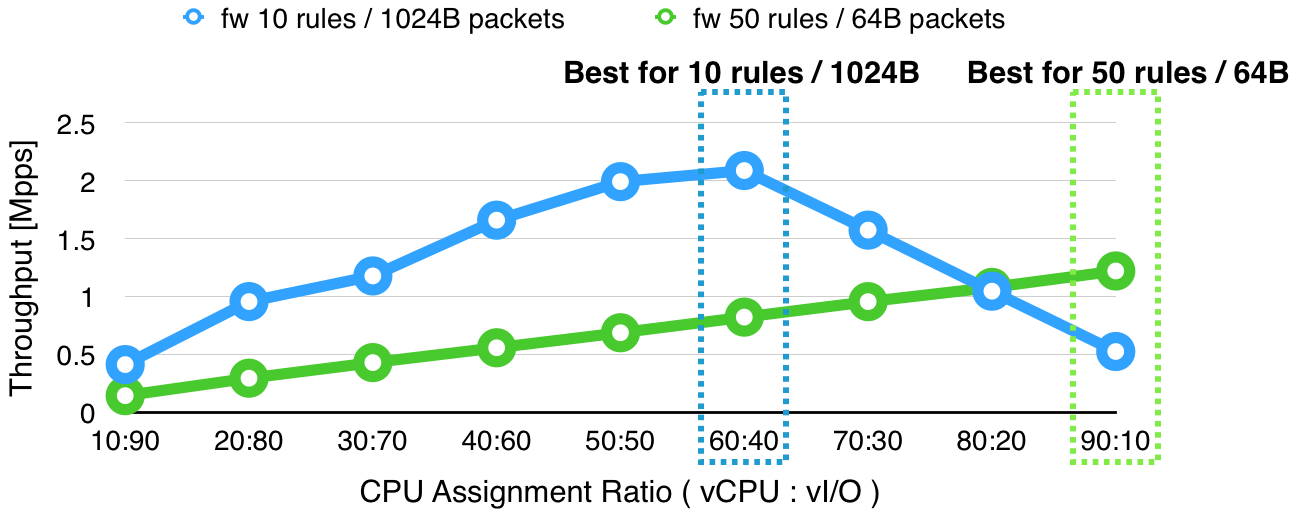 fw 10 rules / 1024B packets
fw 50 rules / 64B packets
Best for 10 rules / 1024B
Best for 50 rules / 64B
Throughput [Mpps]
2.5
2
1.5
1
0.5
0
10:90 20:80 30:70 40:60 50:50 60:40 70:30 80:20 90:10
CPU Assignment Ratio ( vCPU : vI/O )